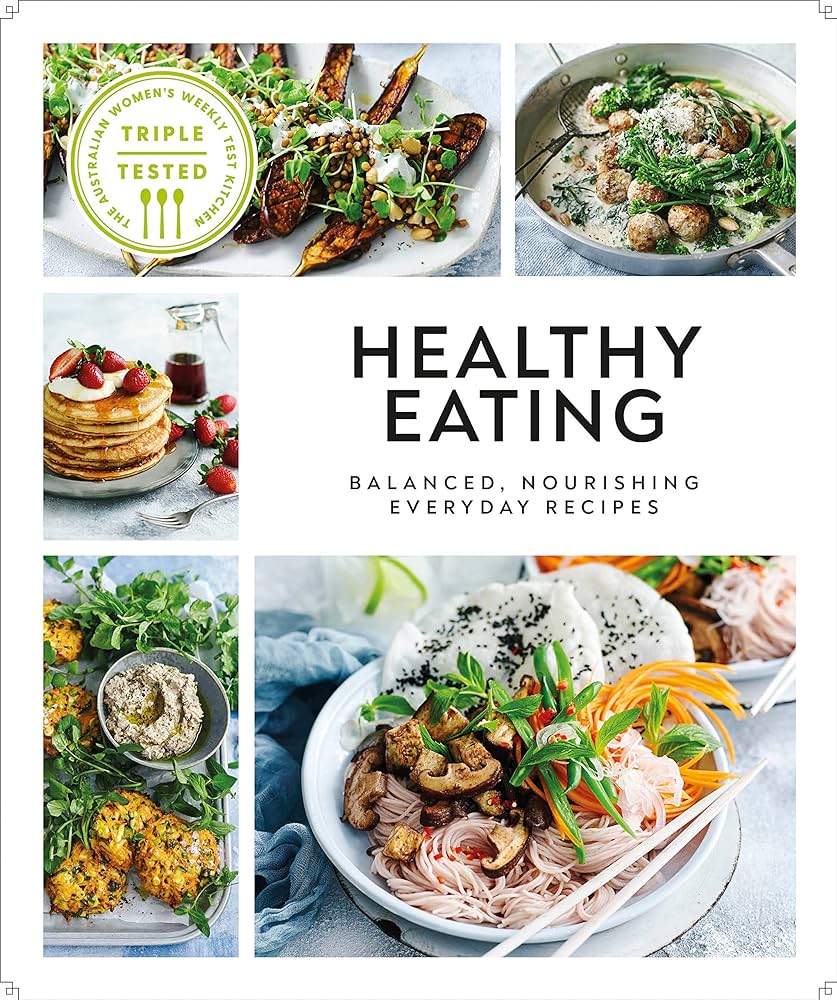 THE AUSTRALIAN WOMEN'S WEEKLY TEST KITCHEN
TRIPLE
TESTED
HEALTHY
EATING
BALANCED, NOURISHING
EVERYDAY RECIPES